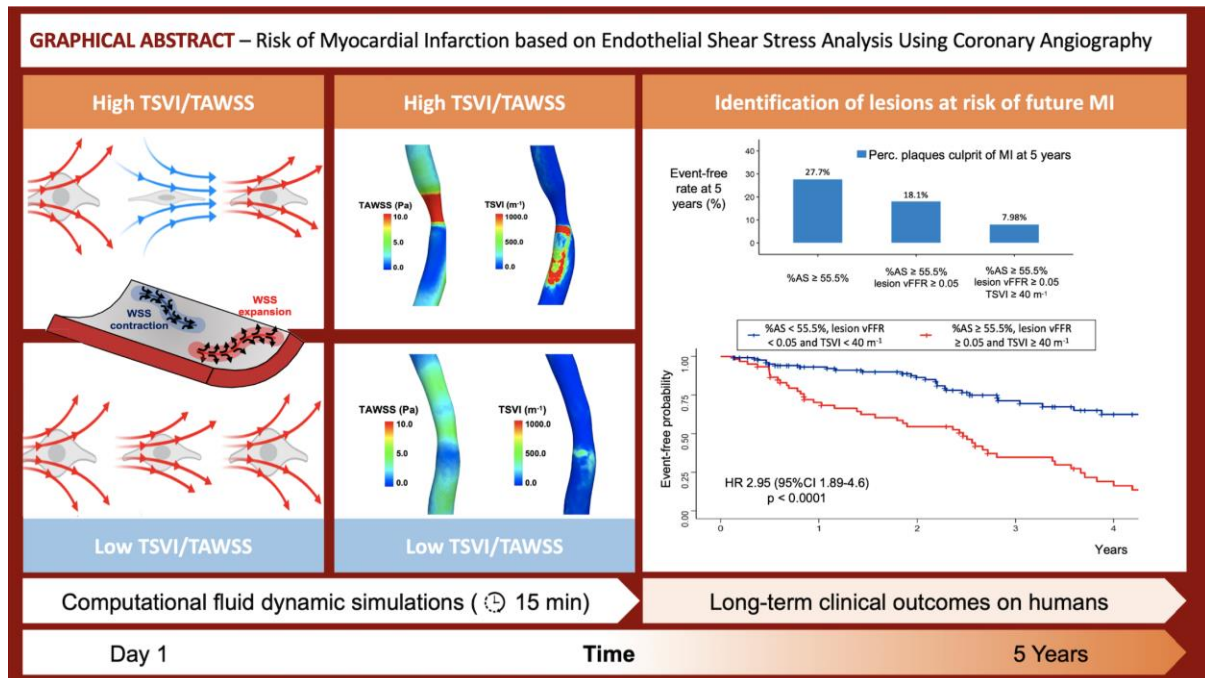 GRAPHICAL ABSTRACT – Risk of Myocardial Infarction based on Endothelial Shear Stress Analysis Using Coronary Angiography
High TSVI/TAWSS
WSS
contraction
WSS
expansion
Low TSVI/TAWSS
High TSVI/TAWSS
TAWSS (Pa)
10.0
5.0
0.0
TSVI (m⁻¹)
1000.0
500.0
0.0
TAWSS (Pa)
10.0
5.0
0.0
TSVI (m⁻¹)
1000.0
500.0
0.0
Low TSVI/TAWSS
Identification of lesions at risk of future MI
Perc. plaques culprit of MI at 5 years
Event-free
rate at 5
years (%)
40
30
20
10
0
27.7%
18.1%
7.98%
%AS ≥ 55.5%
%AS ≥ 55.5%
lesion vFFR ≥ 0.05
%AS ≥ 55.5%
lesion vFFR ≥ 0.05
TSVI ≥ 40 m⁻¹
%AS < 55.5%, lesion vFFR
< 0.05 and TSVI < 40 m⁻¹
%AS ≥ 55.5%, lesion vFFR
≥ 0.05 and TSVI ≥ 40 m⁻¹
Event-free probability
1.00
0.75
0.50
0.25
0.00
HR 2.95 (95%CI 1.89-4.6)
p < 0.0001
0 1 2 3 4
Years
Computational fluid dynamic simulations ( 15 min)
Long-term clinical outcomes on humans
Day 1
Time
5 Years